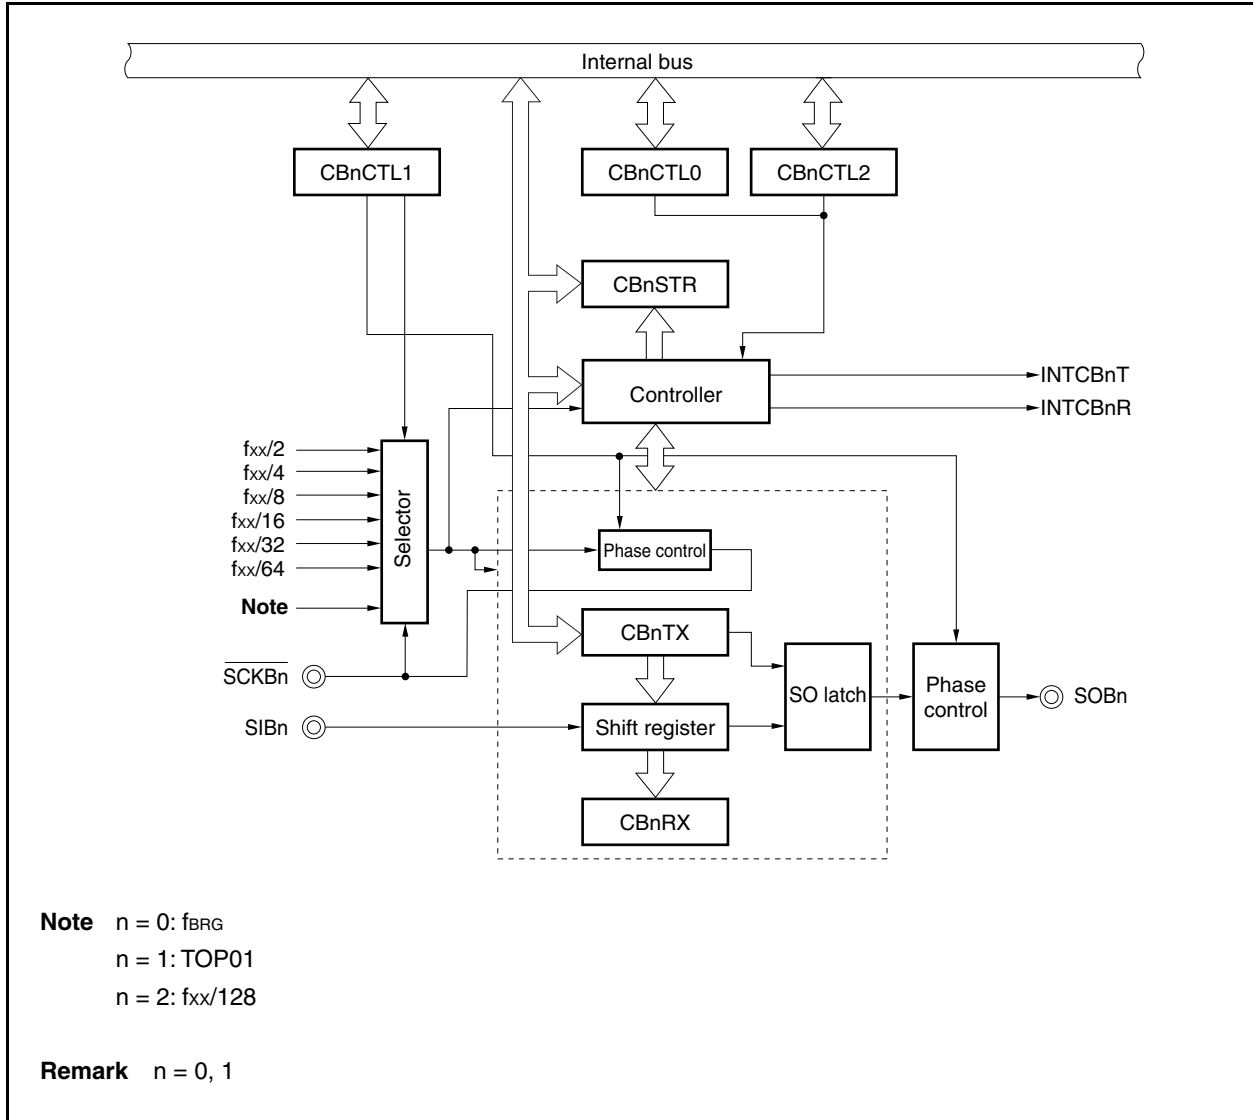 Internal bus
CBnCTL1
CBnCTL0
CBnCTL2
CBnSTR
Controller
INTCBnT
INTCBnR
fxx/2
fxx/4
fxx/8
fxx/16
fxx/32
fxx/64
Note
Selector
Phase control
CBnTX
SCKBn
SIBn
Shift register
SO latch
Phase
control
SOBn
CBnRX
Note n = 0: fBRG
n = 1: TOP01
n = 2: fxx/128
Remark n = 0, 1